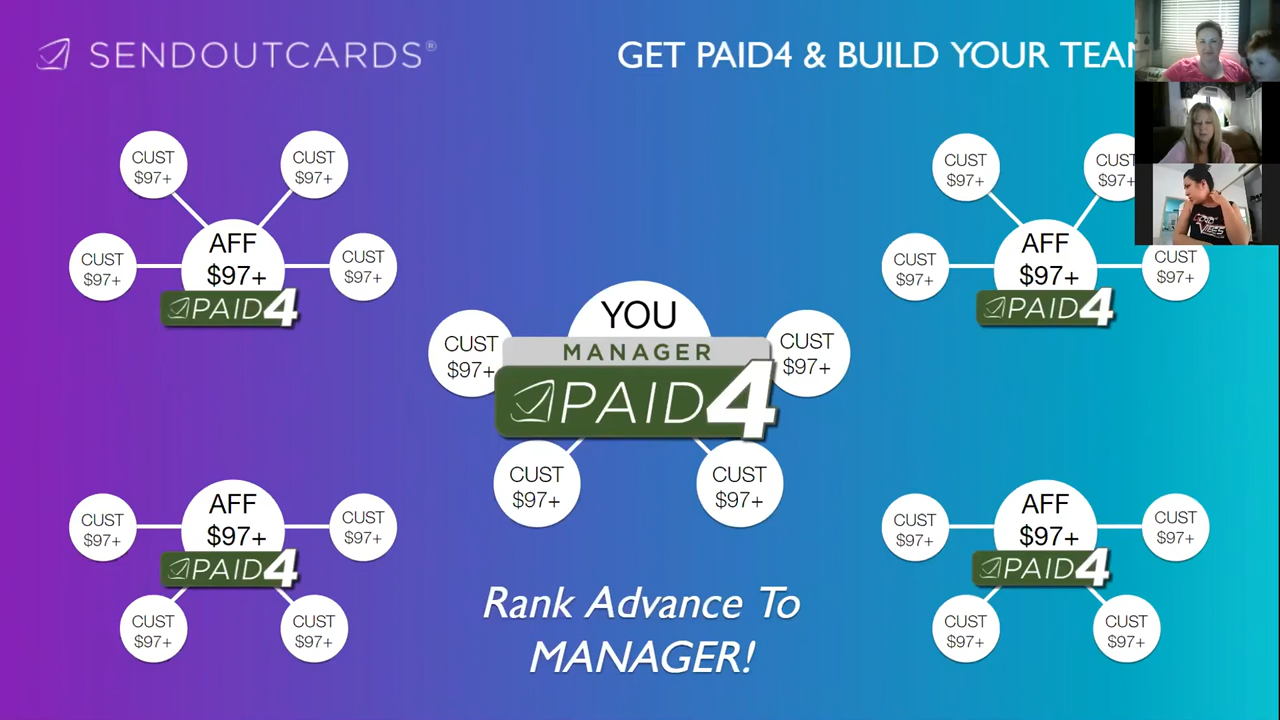 SENDOUTCARDS®
GET PAID4 & BUILD YOUR TEAM
CUST
$97+
CUST
$97+
CUST
$97+
AFF
$97+
CUST
$97+
PAID4
CUST
$97+
CUST
$97+
CUST
$97+
AFF
$97+
CUST
$97+
PAID4
YOU
MANAGER
PAID4
CUST
$97+
CUST
$97+
CUST
$97+
CUST
$97+
CUST
$97+
AFF
$97+
CUST
$97+
PAID4
CUST
$97+
CUST
$97+
CUST
$97+
AFF
$97+
CUST
$97+
PAID4
CUST
$97+
CUST
$97+
Rank Advance To
MANAGER!